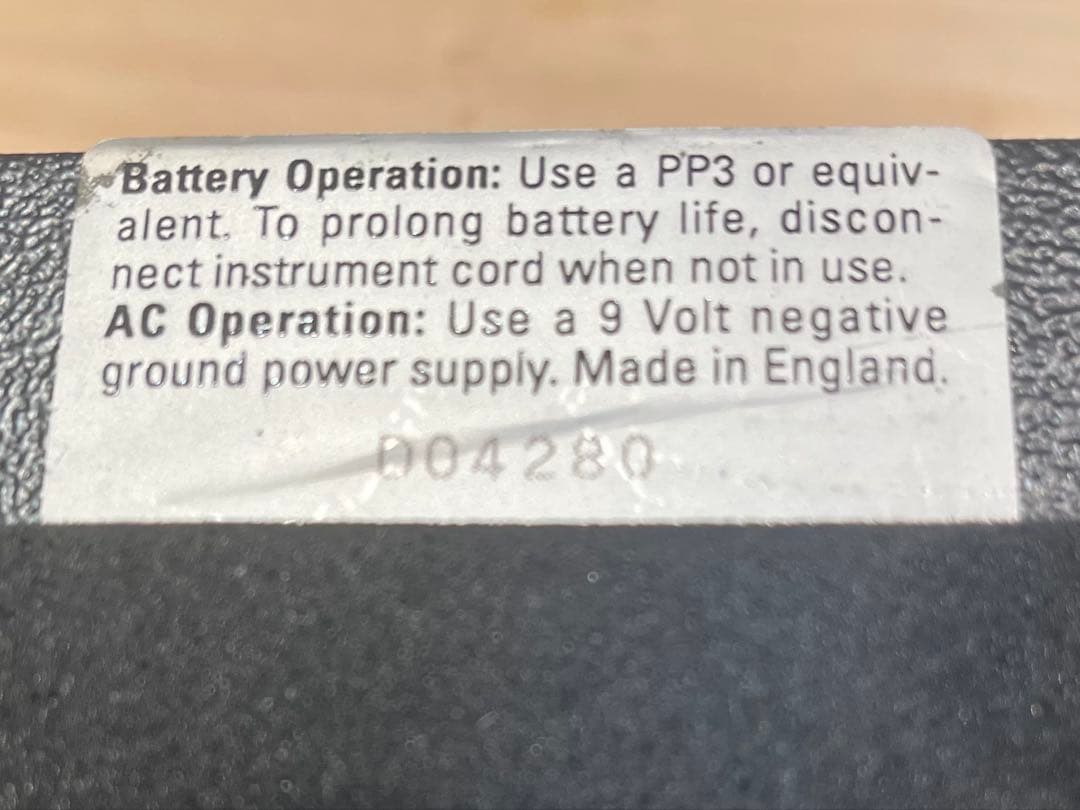 Battery Operation: Use a PP3 or equiv-
alent. To prolong battery life, discon-
nect instrument cord when not in use.
AC Operation: Use a 9 Volt negative
ground power supply. Made in England.
D04280